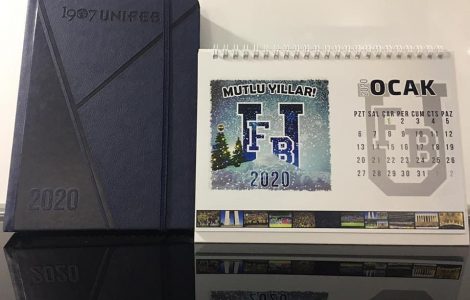 1907 UNIFEB
2020
MUTLU YILLAR!
U
FB
2020
2020 OCAK
PZT SAL ÇAR PER CUM CTS PAZ
1 2 3 4 5
6 7 8 9 10 11 12
13 14 15 16 17 18 19
20 21 22 23 24 25 26
27 28 29 30 31